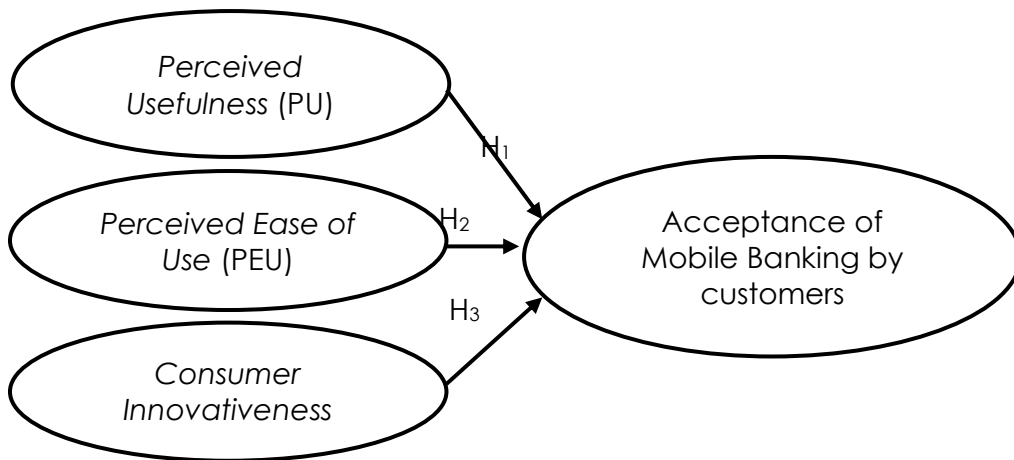 Perceived
Usefulness (PU)
H₁
Perceived Ease of
Use (PEU)
H₂
Acceptance of
Mobile Banking by
customers
H₃
Consumer
Innovativeness